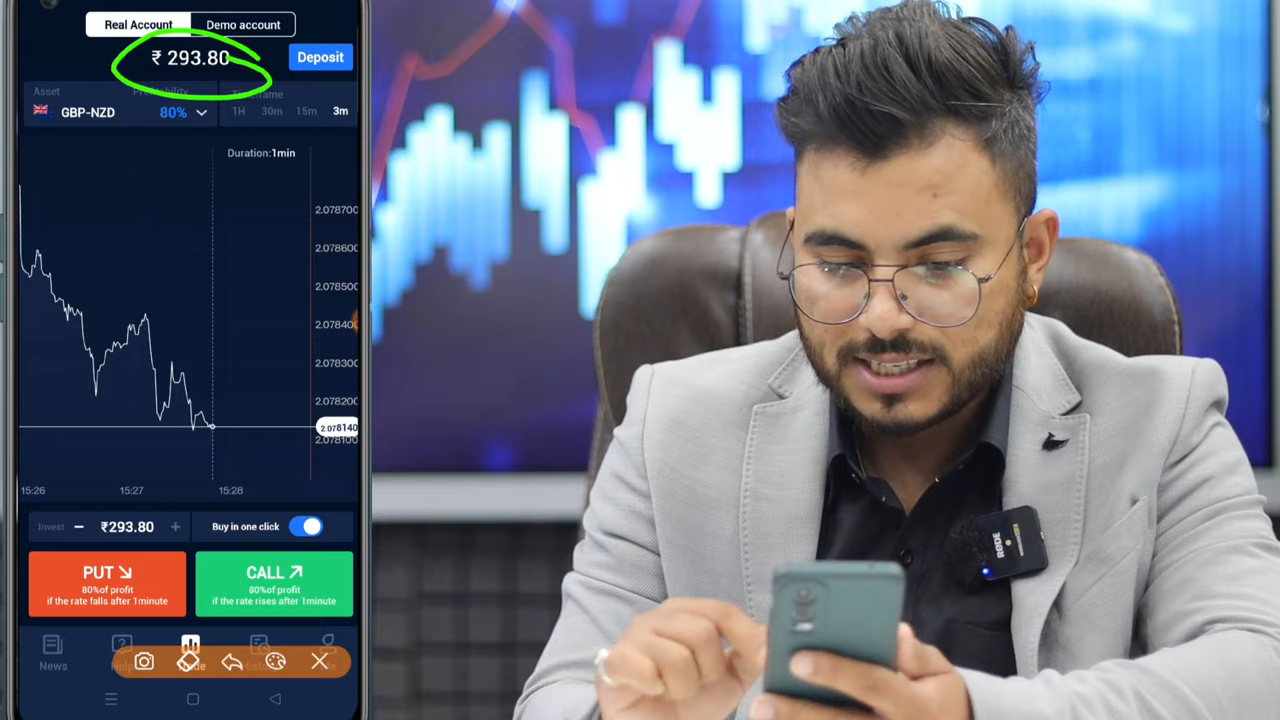 Real Account Demo account
₹ 293.80 Deposit
Asset Profitability
GBP-NZD 80% 1H 30m 15m 3m
Duration:1min
2.078700
2.078600
2.078500
2.078400
2.078300
2.078200
2.078140
2.078100
15:26 15:27 15:28
Invest − ₹293.80 + Buy in one click
PUT CALL
80%of profit 80%of profit
if the rate falls after 1minute if the rate rises after 1minute
News
RØDE